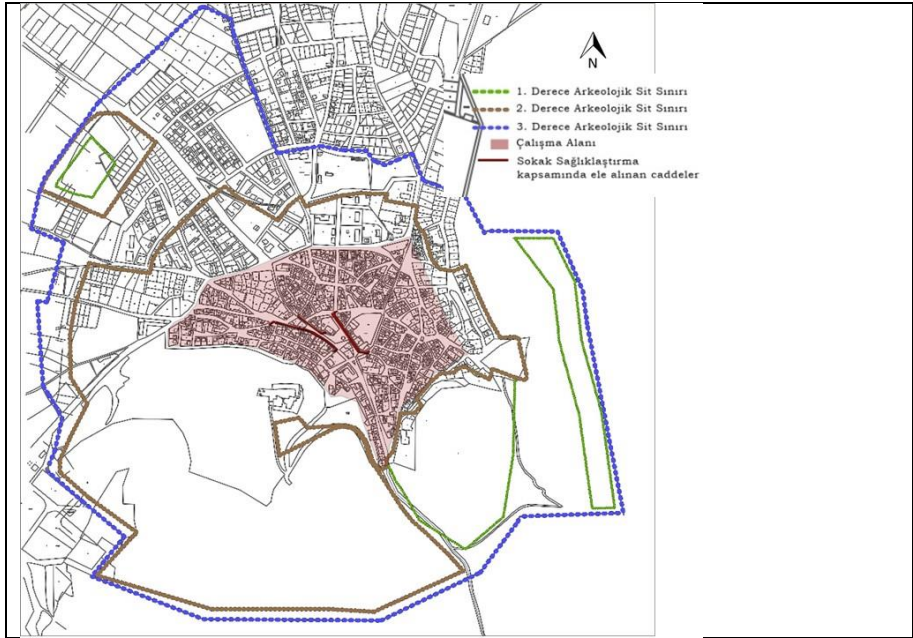 N
1. Derece Arkeolojik Sit Sınırı
2. Derece Arkeolojik Sit Sınırı
3. Derece Arkeolojik Sit Sınırı
Çalışma Alanı
Sokak Sağlıklaştırma
kapsamında ele alınan caddeler